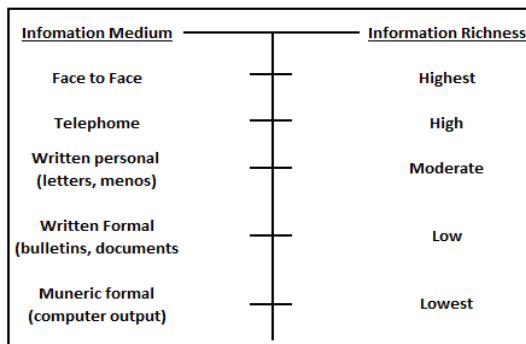 Infomation Medium Information Richness
Face to Face Highest
Telephome High
Written personal
(letters, menos) Moderate
Written Formal
(bulletins, documents Low
Muneric formal
(computer output) Lowest